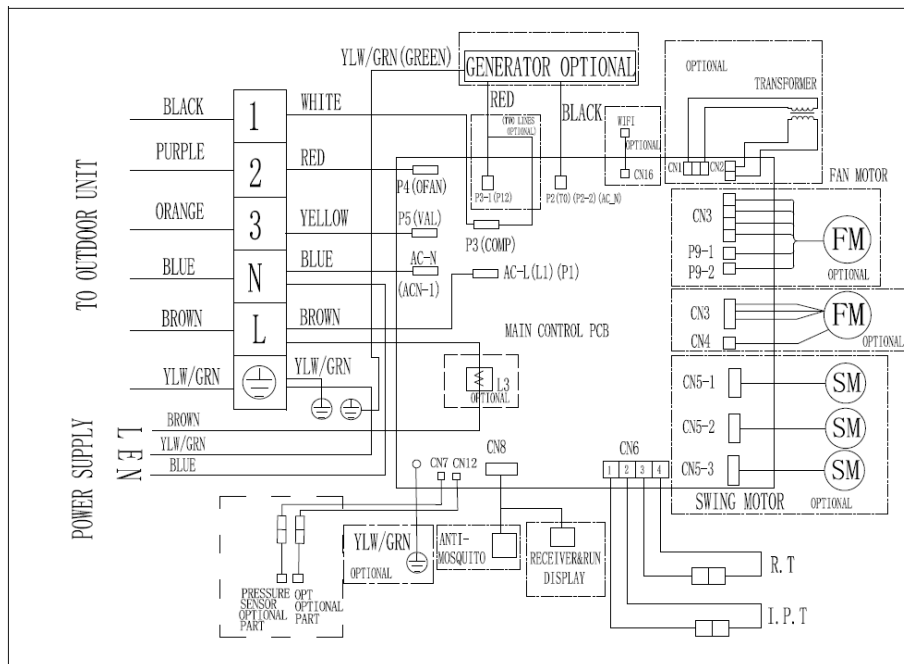 YLW/GRN(GREEN)
GENERATOR OPTIONAL
OPTIONAL
TRANSFORMER
BLACK
1
WHITE
RED
(TWO LINES
OPTIONAL)
BLACK
WIFI
OPTIONAL
CN16
CN1
CN2
PURPLE
2
RED
P4(OFAN)
P3-1(P12)
P2(T0)(P2-2)(AC_N)
FAN MOTOR
ORANGE
3
YELLOW
P5(VAL)
P3(COMP)
CN3
P9-1
P9-2
FM
OPTIONAL
BLUE
N
BLUE
AC-N
(ACN-1)
AC-L(L1)(P1)
BROWN
L
BROWN
MAIN CONTROL PCB
CN3
CN4
FM
OPTIONAL
TO OUTDOOR UNIT
YLW/GRN
YLW/GRN
L3
OPTIONAL
CN5-1
SM
CN5-2
SM
CN5-3
SM
SWING MOTOR
OPTIONAL
POWER SUPPLY
L E N
BROWN
YLW/GRN
BLUE
CN7
CN12
CN8
CN6
1 2 3 4
YLW/GRN
OPTIONAL
ANTI-
MOSQUITO
RECEIVER&RUN
DISPLAY
R.T
I.P.T
PRESSURE
SENSOR
OPTIONAL
PART
OPT
OPTIONAL
PART